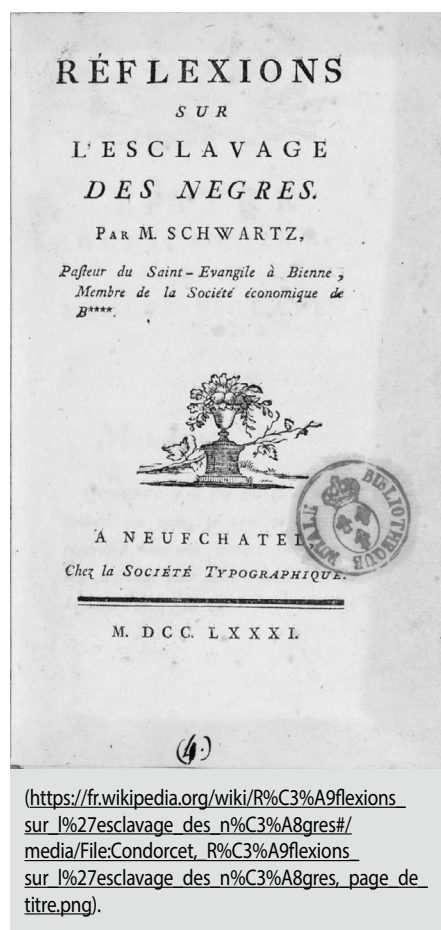 RÉFLEXIONS
SUR
L'ESCLAVAGE
DES NEGRES.
PAR M. SCHWARTZ,
Paſteur du Saint-Evangile à Bienne,
Membre de la Société économique de
B****.
A NEUFCHATEL,
Chez la SOCIÉTÉ TYPOGRAPHIQUE.
M. DCC. LXXXI.
BIBLIOTHEQUE ROYALE
(4.)
(https://fr.wikipedia.org/wiki/R%C3%A9flexions_
sur_l%27esclavage_des_n%C3%A8gres#/
media/File:Condorcet,_R%C3%A9flexions_
sur_l%27esclavage_des_n%C3%A8gres,_page_de_
titre.png).